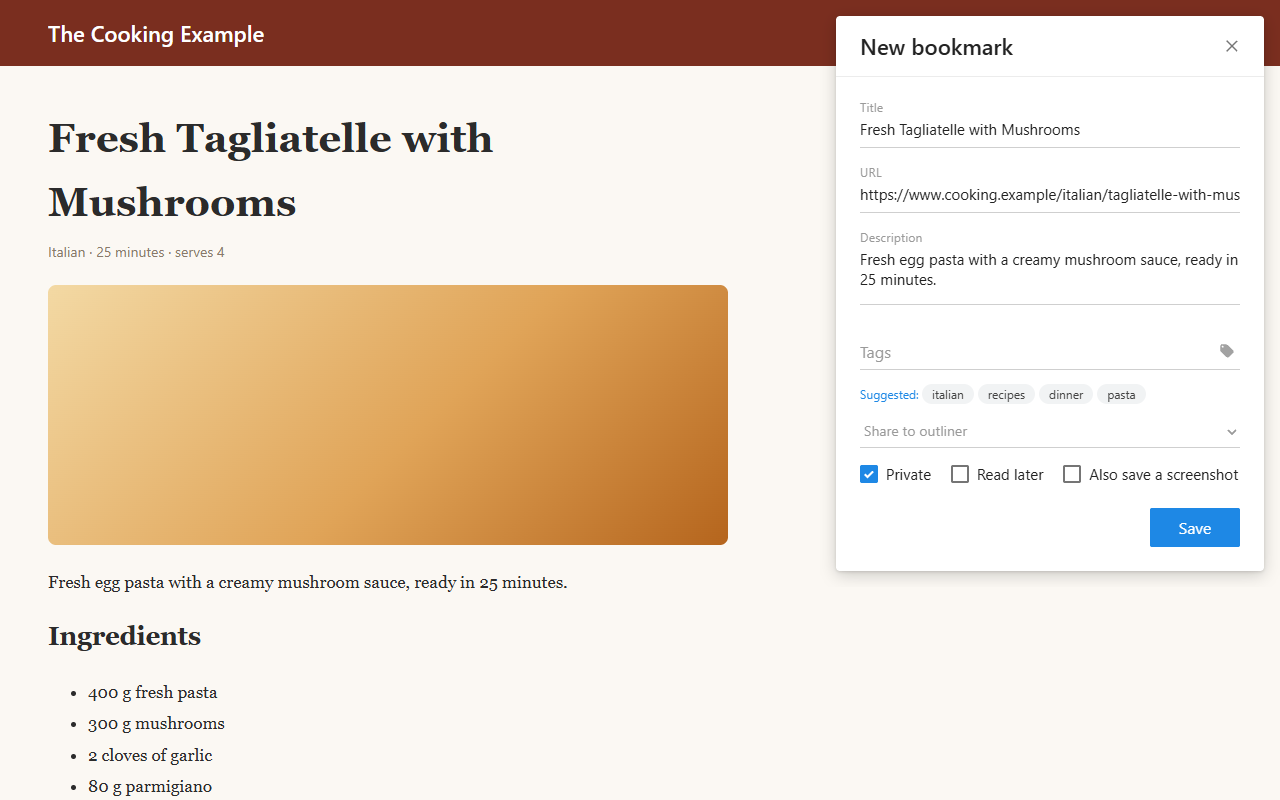 The Cooking Example
Fresh Tagliatelle with
Mushrooms
Italian · 25 minutes · serves 4
Fresh egg pasta with a creamy mushroom sauce, ready in 25 minutes.
Ingredients
400 g fresh pasta
300 g mushrooms
2 cloves of garlic
80 g parmigiano
New bookmark
Title
Fresh Tagliatelle with Mushrooms
URL
https://www.cooking.example/italian/tagliatelle-with-mus
Description
Fresh egg pasta with a creamy mushroom sauce, ready in
25 minutes.
Tags
Suggested: italian recipes dinner pasta
Share to outliner
Private Read later Also save a screenshot
Save